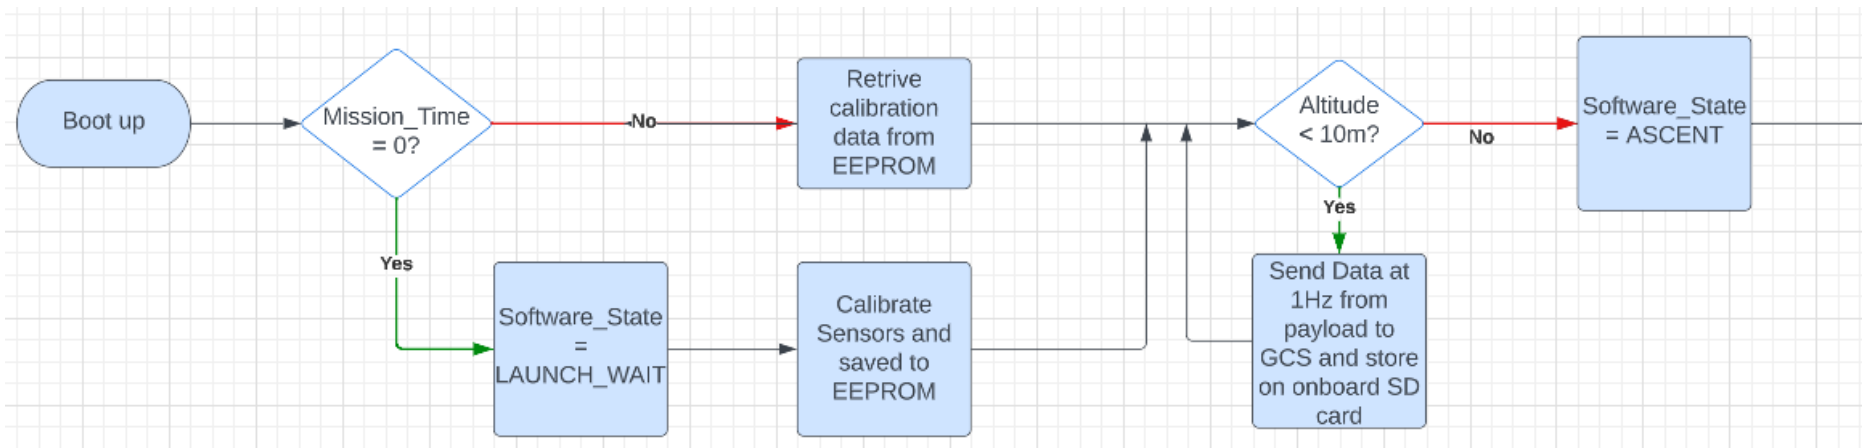 Boot up
Mission_Time
= 0?
No
Retrive
calibration
data from
EEPROM
Altitude
< 10m?
No
Software_State
= ASCENT
Yes
Software_State
=
LAUNCH_WAIT
Calibrate
Sensors and
saved to
EEPROM
Yes
Send Data at
1Hz from
payload to
GCS and store
on onboard SD
card